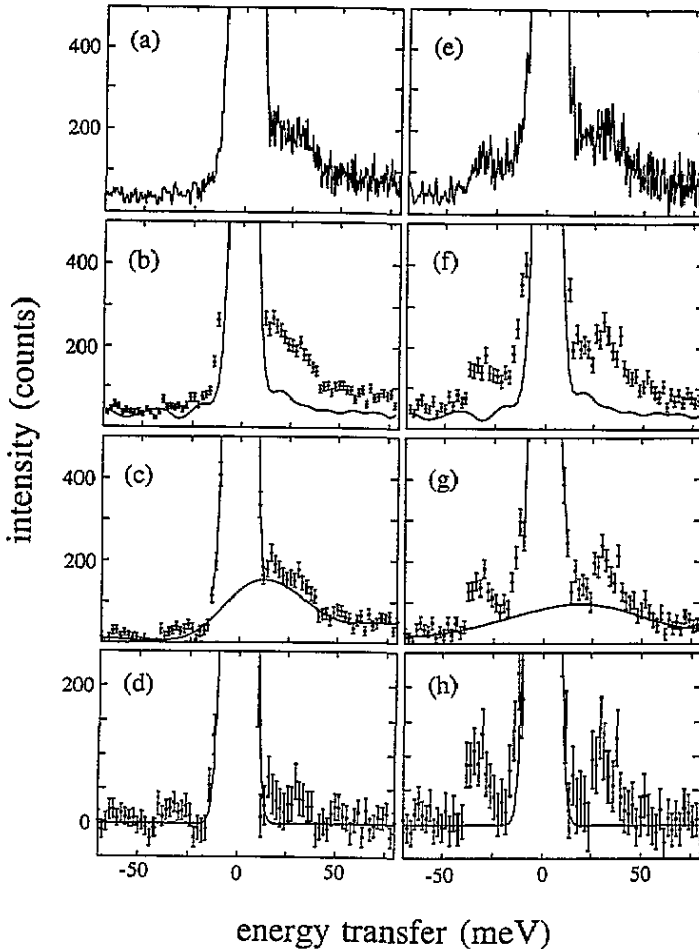 (a)
(e)
400
200
(b)
(f)
400
200
(c)
(g)
400
200
(d)
(h)
200
0
-50
0
50
-50
0
50
intensity (counts)
energy transfer (meV)